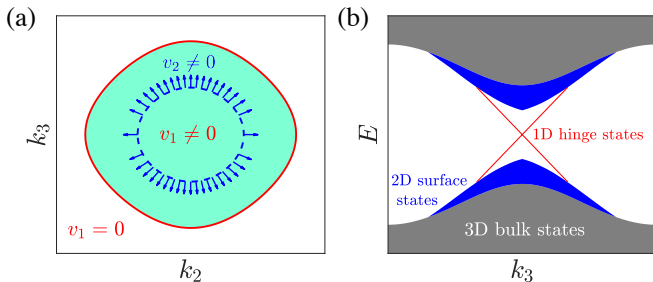 (a)
v₂ ≠ 0
v₁ ≠ 0
v₁ = 0
k₃
k₂
(b)
E
1D hinge states
2D surface
states
3D bulk states
k₃